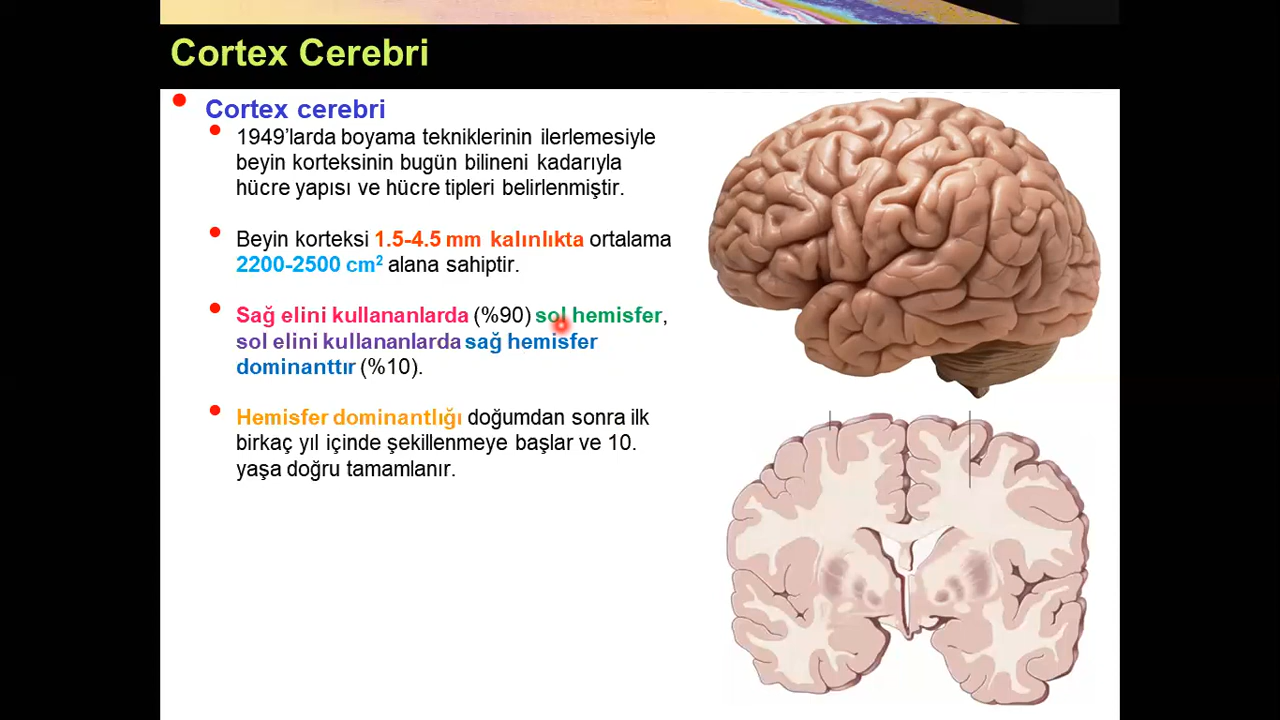 Cortex Cerebri
Cortex cerebri
1949’larda boyama tekniklerinin ilerlemesiyle
beyin korteksinin bugün bilineni kadarıyla
hücre yapısı ve hücre tipleri belirlenmiştir.
Beyin korteksi 1.5-4.5 mm kalınlıkta ortalama
2200-2500 cm² alana sahiptir.
Sağ elini kullananlarda (%90) sol hemisfer,
sol elini kullananlarda sağ hemisfer
dominanttır (%10).
Hemisfer dominantlığı doğumdan sonra ilk
birkaç yıl içinde şekillenmeye başlar ve 10.
yaşa doğru tamamlanır.